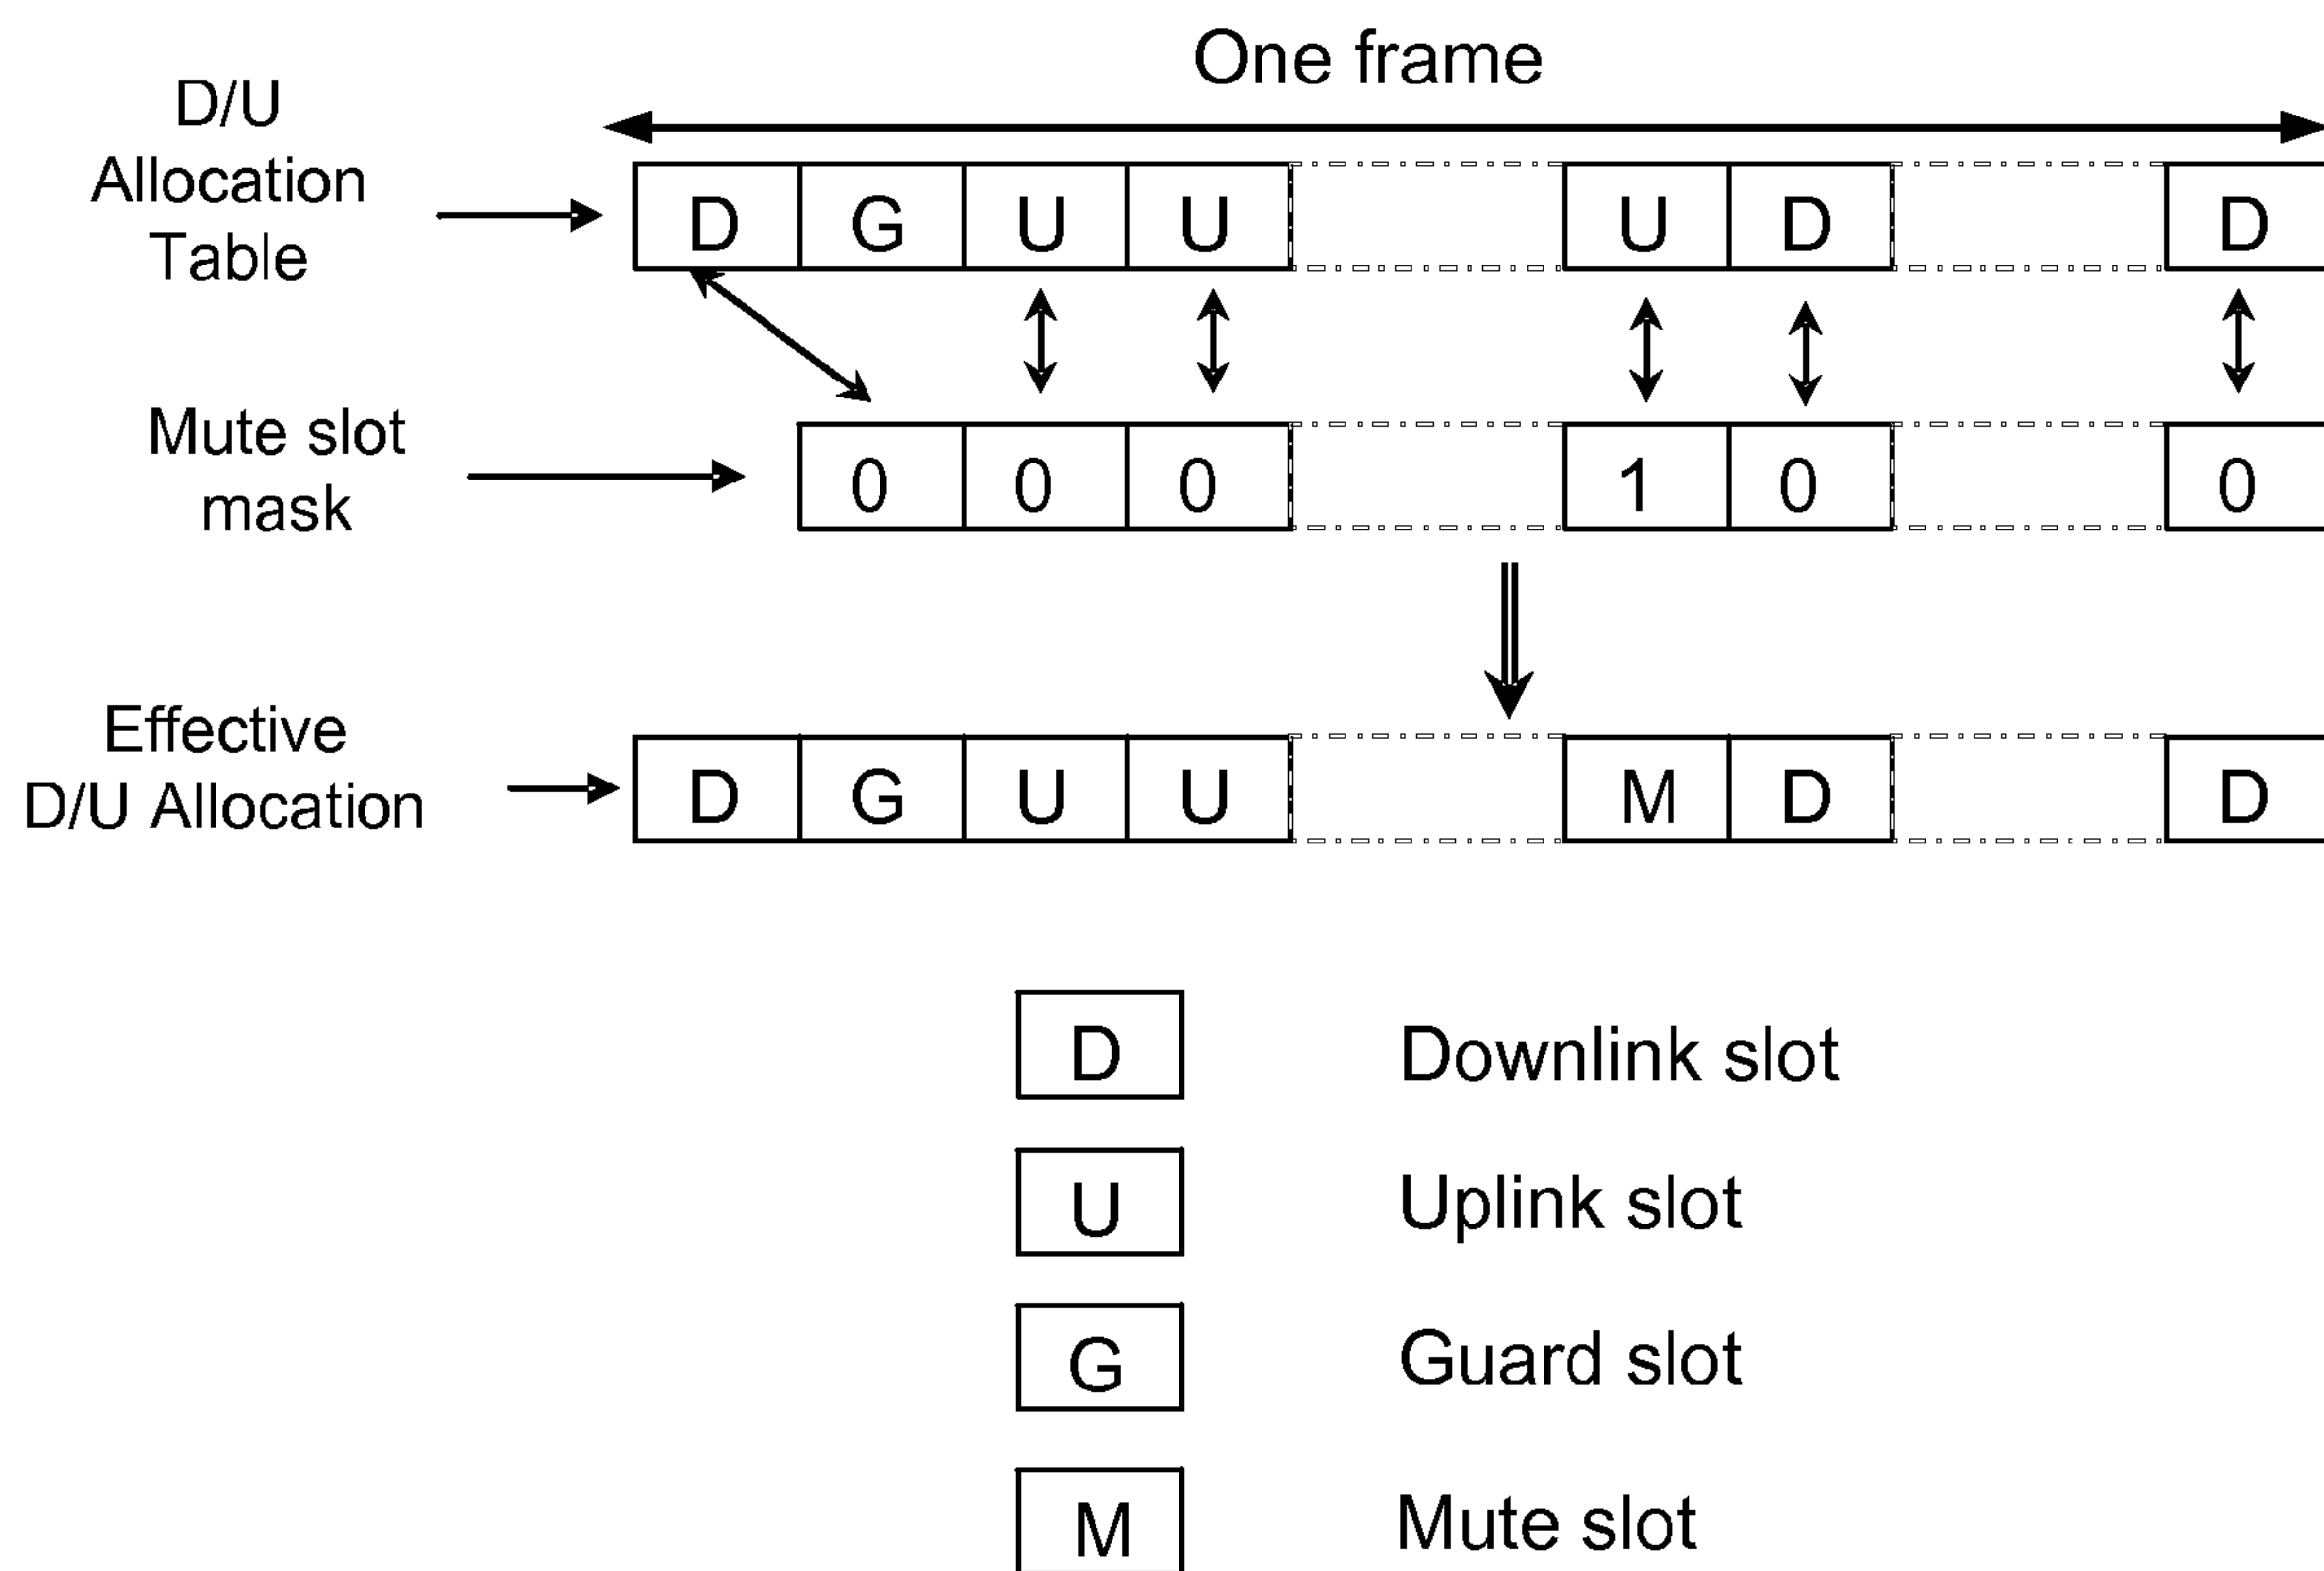 One frame
D/U
Allocation
Table
D G U U U D D
Mute slot
mask
0 0 0 1 0 0
Effective
D/U Allocation
D G U U M D D
D Downlink slot
U Uplink slot
G Guard slot
M Mute slot